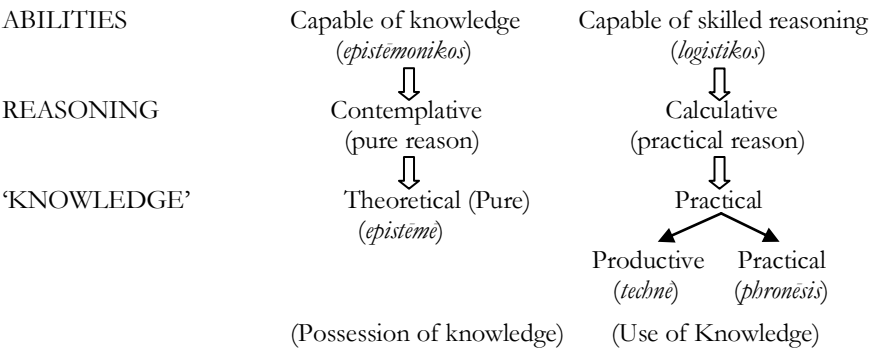 ABILITIES Capable of knowledge Capable of skilled reasoning
(epistēmonikos) (logistikos)
REASONING Contemplative Calculative
(pure reason) (practical reason)
‘KNOWLEDGE’ Theoretical (Pure) Practical
(epistēmē)
Productive Practical
(technē) (phronēsis)
(Possession of knowledge) (Use of Knowledge)